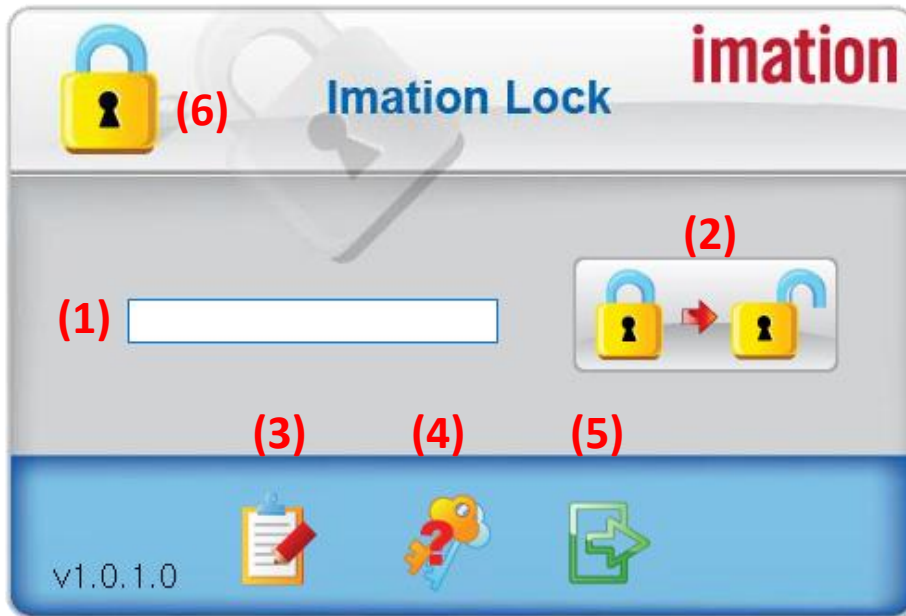 imation
Imation Lock
(6)
(2)
(1)
(3) (4) (5)
?
v1.0.1.0